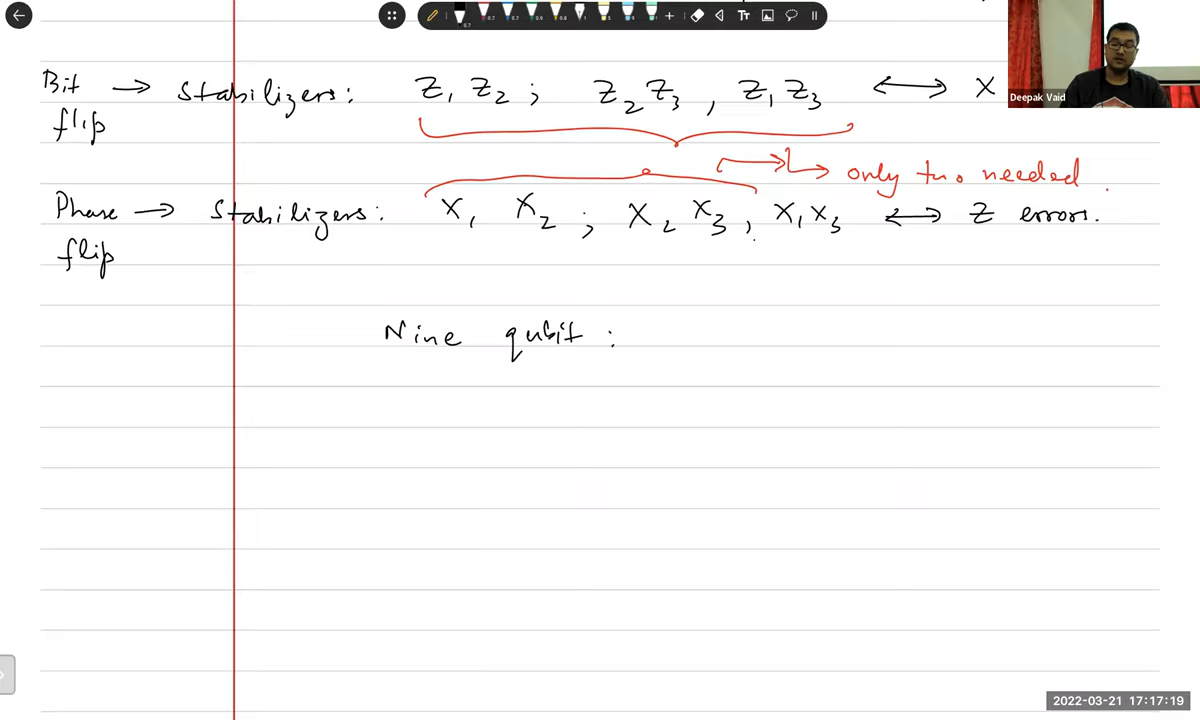 Bit → Stabilizers: Z₁ Z₂ ; Z₂ Z₃ , Z₁ Z₃ ⟷ X
flip
only two needed.
Phase → Stabilizers: X₁ X₂ ; X₂ X₃ , X₁ X₃ ⟷ Z errors.
flip
Nine qubit :
Deepak Vaid
2022-03-21 17:17:19